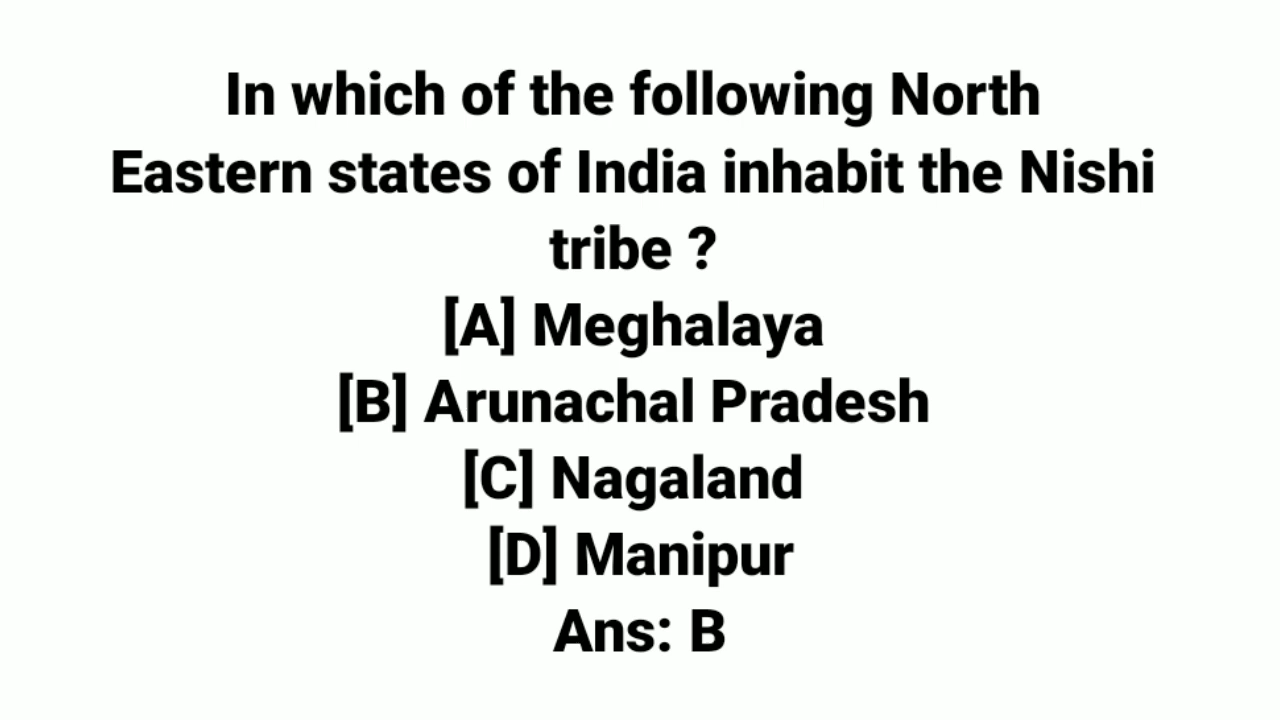 In which of the following North
Eastern states of India inhabit the Nishi
tribe ?
[A] Meghalaya
[B] Arunachal Pradesh
[C] Nagaland
[D] Manipur
Ans: B